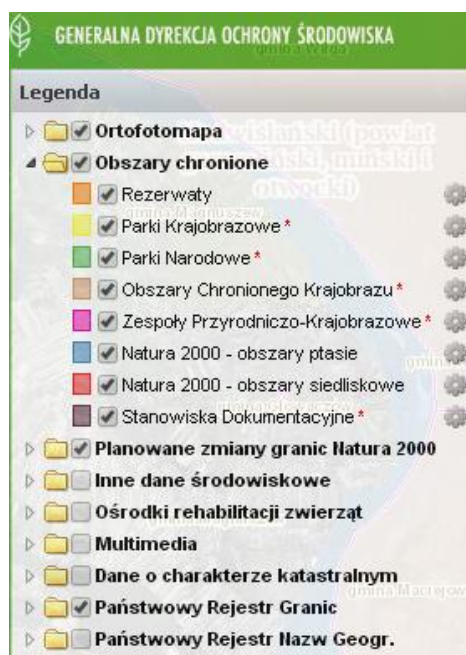 GENERALNA DYREKCJA OCHRONY ŚRODOWISKA
Legenda
Ortofotomapa
Obszary chronione
Rezerwaty
Parki Krajobrazowe *
Parki Narodowe *
Obszary Chronionego Krajobrazu *
Zespoły Przyrodniczo-Krajobrazowe *
Natura 2000 - obszary ptasie
Natura 2000 - obszary siedliskowe
Stanowiska Dokumentacyjne *
Planowane zmiany granic Natura 2000
Inne dane środowiskowe
Ośrodki rehabilitacji zwierząt
Multimedia
Dane o charakterze katastralnym
Państwowy Rejestr Granic
Państwowy Rejestr Nazw Geogr.